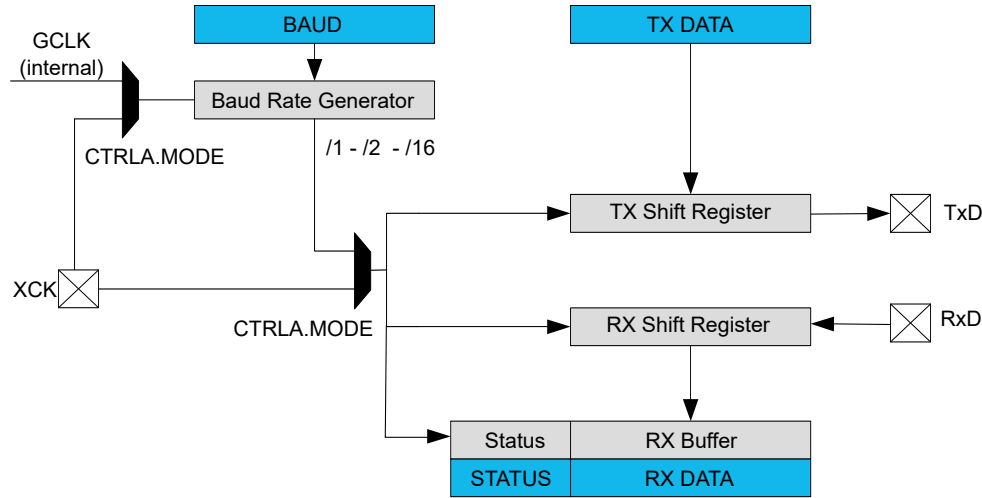 BAUD
TX DATA
GCLK
(internal)
Baud Rate Generator
CTRLA.MODE
/1 - /2 - /16
TX Shift Register
TxD
XCK
CTRLA.MODE
RX Shift Register
RxD
Status
RX Buffer
STATUS
RX DATA